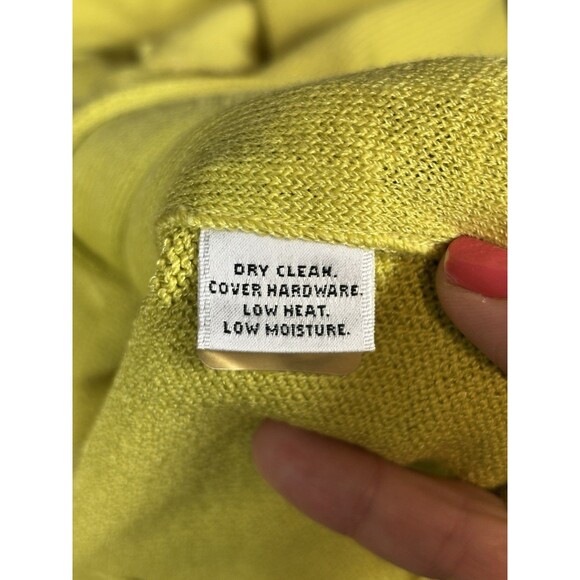 DRY CLEAN.
COVER HARDWARE.
LOW HEAT.
LOW MOISTURE.